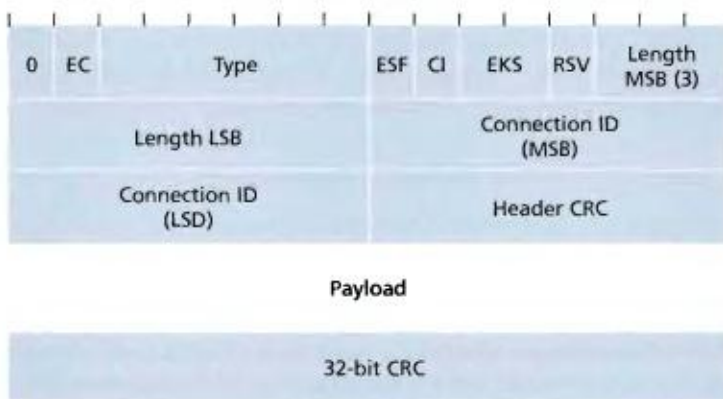 0 EC Type ESF CI EKS RSV Length
MSB (3)
Length LSB Connection ID
(MSB)
Connection ID
(LSD) Header CRC
Payload
32-bit CRC